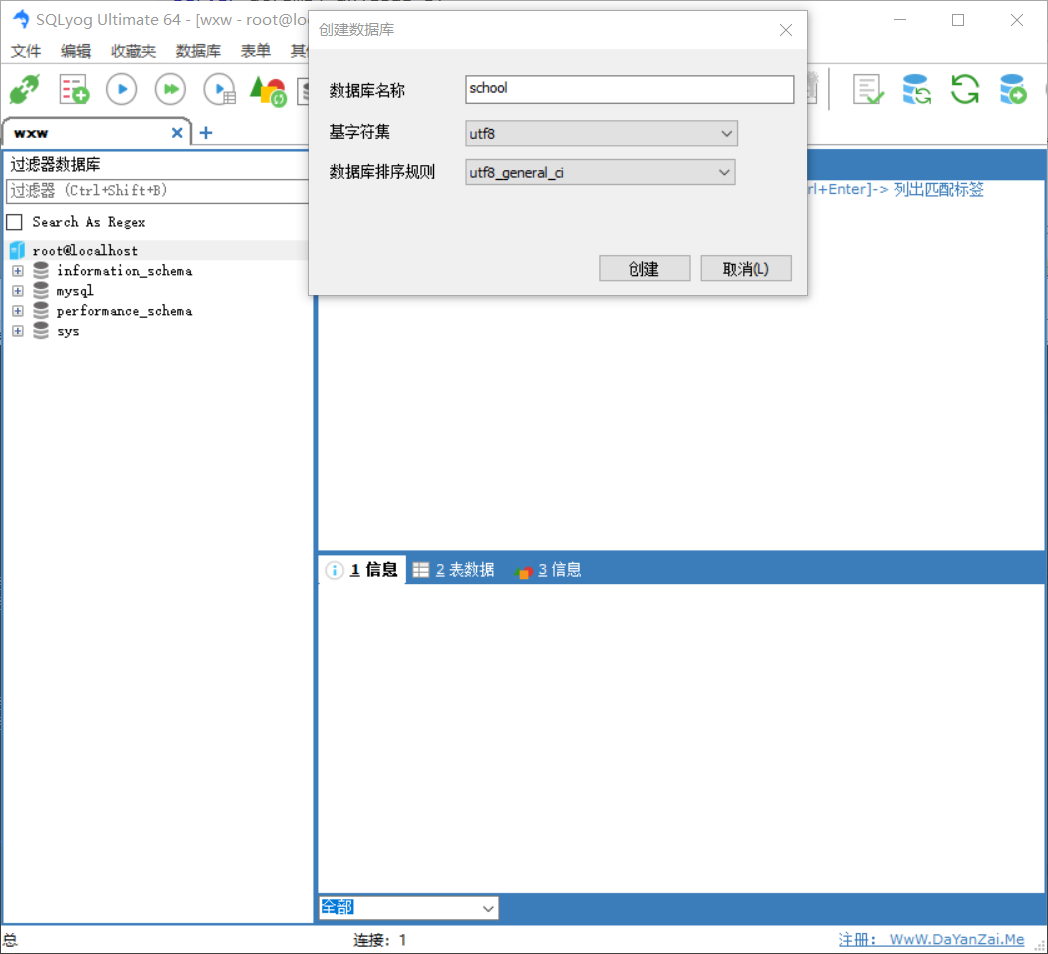 SQLyog Ultimate 64 - [wxw - root@lo
创建数据库
文件 编辑 收藏夹 数据库 表单 其
数据库名称 school
基字符集 utf8
数据库排序规则 utf8_general_ci
创建 取消(L)
wxw
过滤器数据库
过滤器 (Ctrl+Shift+B)
rl+Enter]-> 列出匹配标签
Search As Regex
root@localhost
information_schema
mysql
performance_schema
sys
1 信息 2 表数据 3 信息
全部
总 连接: 1 注册: WwW.DaYanZai.Me